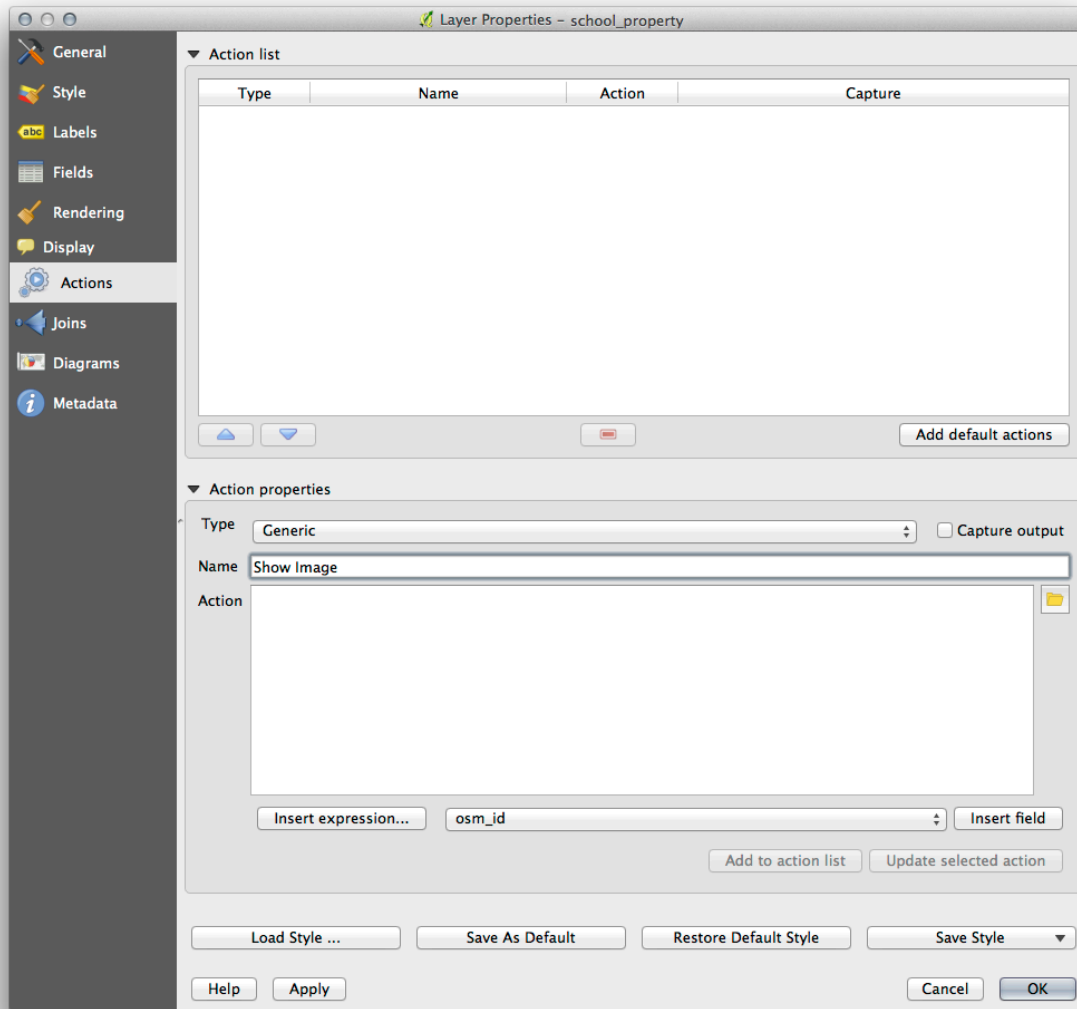 Layer Properties - school_property
General
Style
abc Labels
Fields
Rendering
Display
Actions
Joins
Diagrams
i Metadata
Action list
Type Name Action Capture
Add default actions
Action properties
Type Generic Capture output
Name Show Image
Action
Insert expression... osm_id Insert field
Add to action list Update selected action
Load Style ... Save As Default Restore Default Style Save Style
Help Apply Cancel OK